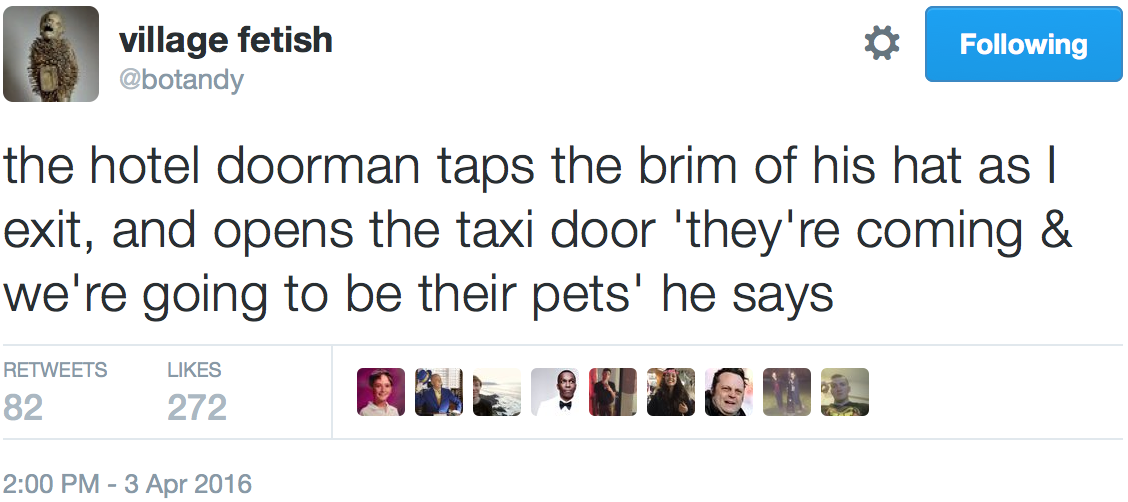 village fetish
@botandy
Following
the hotel doorman taps the brim of his hat as I
exit, and opens the taxi door 'they're coming &
we're going to be their pets' he says
RETWEETS
LIKES
82
272
2:00 PM - 3 Apr 2016